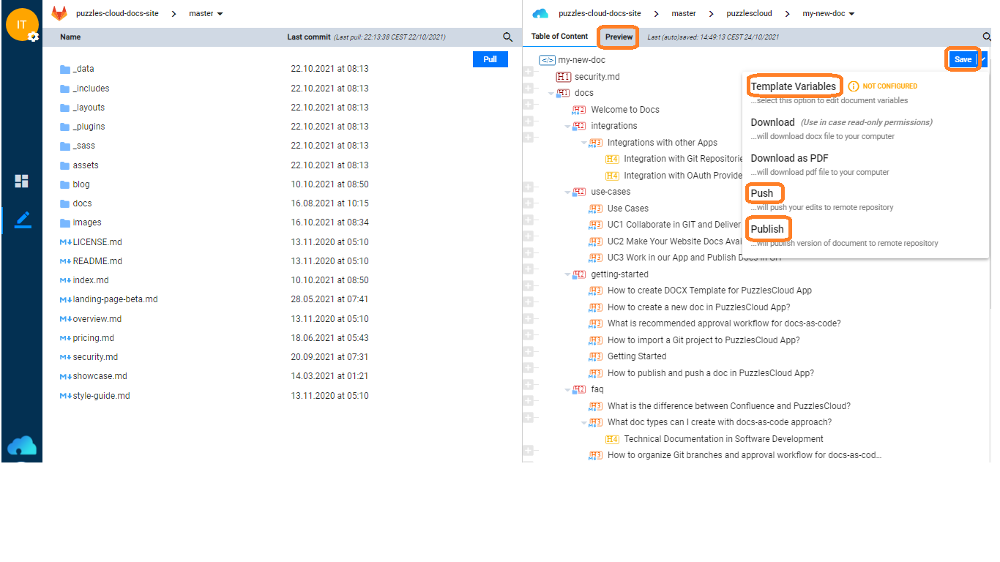 IT
puzzles-cloud-docs-site
master
Name
Last commit (Last pull: 22:13:38 CEST 22/10/2021)
Pull
_data 22.10.2021 at 08:13
_includes 22.10.2021 at 08:13
_layouts 22.10.2021 at 08:13
_plugins 22.10.2021 at 08:13
_sass 22.10.2021 at 08:13
assets 22.10.2021 at 08:13
blog 10.10.2021 at 08:50
docs 16.08.2021 at 10:15
images 16.10.2021 at 08:34
M LICENSE.md 13.11.2020 at 05:10
M README.md 13.11.2020 at 05:10
M index.md 10.10.2021 at 08:50
M landing-page-beta.md 28.05.2021 at 07:41
M overview.md 13.11.2020 at 05:10
M pricing.md 18.06.2021 at 05:43
M security.md 20.09.2021 at 07:31
M showcase.md 14.03.2021 at 01:21
M style-guide.md 13.11.2020 at 05:10
puzzles-cloud-docs-site
master
puzzlescloud
my-new-doc
Table of Content
Preview
Last (auto)saved: 14:49:13 CEST 24/10/2021
Save
</> my-new-doc
H1 security.md
H1 docs
H2 Welcome to Docs
H2 integrations
H3 Integrations with other Apps
H4 Integration with Git Repositorie
H4 Integration with OAuth Provide
H2 use-cases
H3 Use Cases
H3 UC1 Collaborate in GIT and Deliver
H3 UC2 Make Your Website Docs Avai
H3 UC3 Work in our App and Publish Docs in GIT
H2 getting-started
H3 How to create DOCX Template for PuzzlesCloud App
H3 How to create a new doc in PuzzlesCloud App?
H3 What is recommended approval workflow for docs-as-code?
H3 How to import a Git project to PuzzlesCloud App?
H3 Getting Started
H3 How to publish and push a doc in PuzzlesCloud App?
H2 faq
H3 What is the difference between Confluence and PuzzlesCloud?
H3 What doc types can I create with docs-as-code approach?
H4 Technical Documentation in Software Development
H3 How to organize Git branches and approval workflow for docs-as-cod...
Template Variables NOT CONFIGURED
...select this option to edit document variables
Download (Use in case read-only permissions)
...will download docx file to your computer
Download as PDF
...will download pdf file to your computer
Push
...will push your edits to remote repository
Publish
...will publish version of document to remote repository